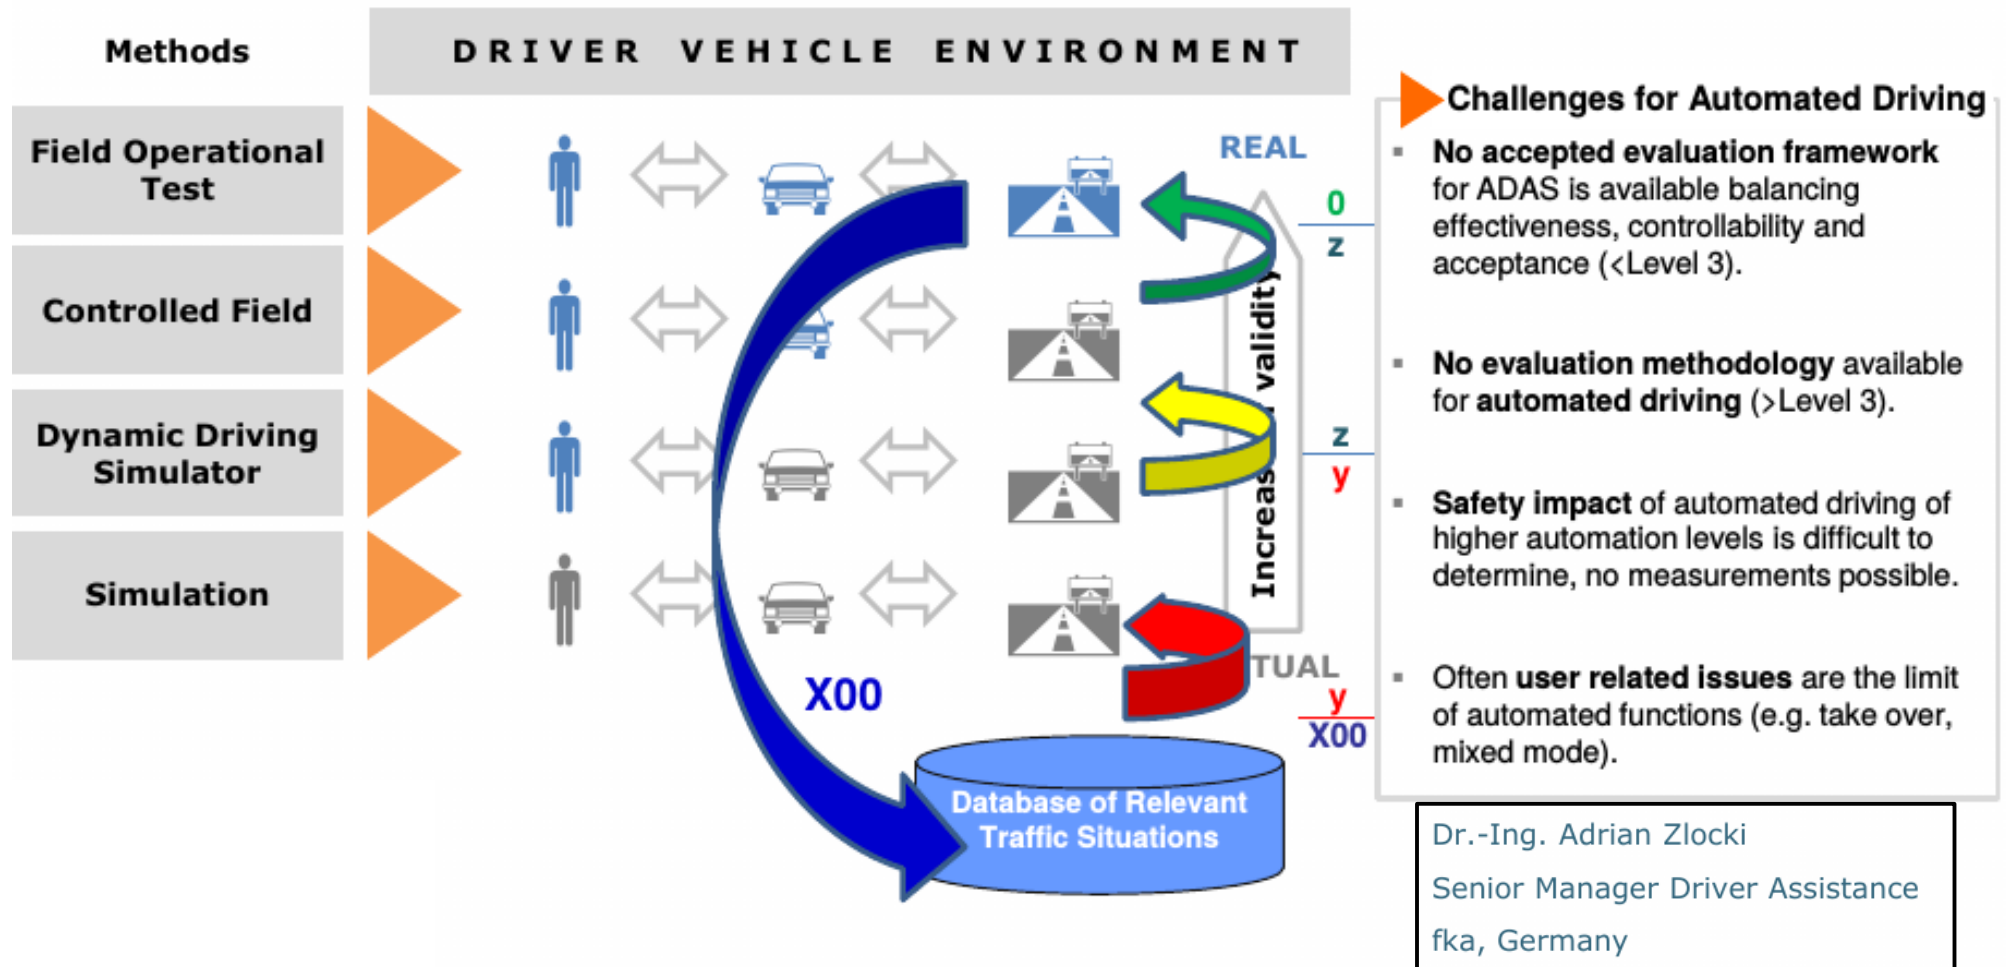 Methods
DRIVER VEHICLE ENVIRONMENT
Field Operational
Test
Controlled Field
Dynamic Driving
Simulator
Simulation
REAL
0
z
z
y
TUAL
y
X00
Increas
validity
X00
Database of Relevant
Traffic Situations
Challenges for Automated Driving
▪ No accepted evaluation framework
for ADAS is available balancing
effectiveness, controllability and
acceptance (<Level 3).
▪ No evaluation methodology available
for automated driving (>Level 3).
▪ Safety impact of automated driving of
higher automation levels is difficult to
determine, no measurements possible.
▪ Often user related issues are the limit
of automated functions (e.g. take over,
mixed mode).
Dr.-Ing. Adrian Zlocki
Senior Manager Driver Assistance
fka, Germany